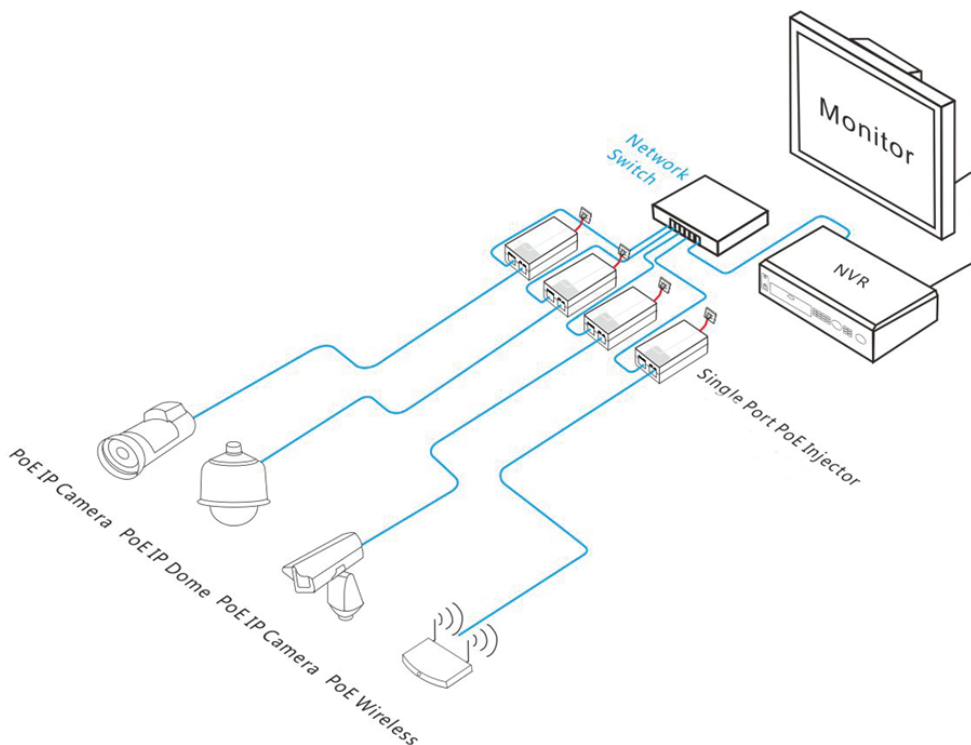 Monitor
Network
Switch
NVR
Single Port PoE Injector
PoE IP Camera
PoE IP Dome
PoE IP Camera
PoE Wireless